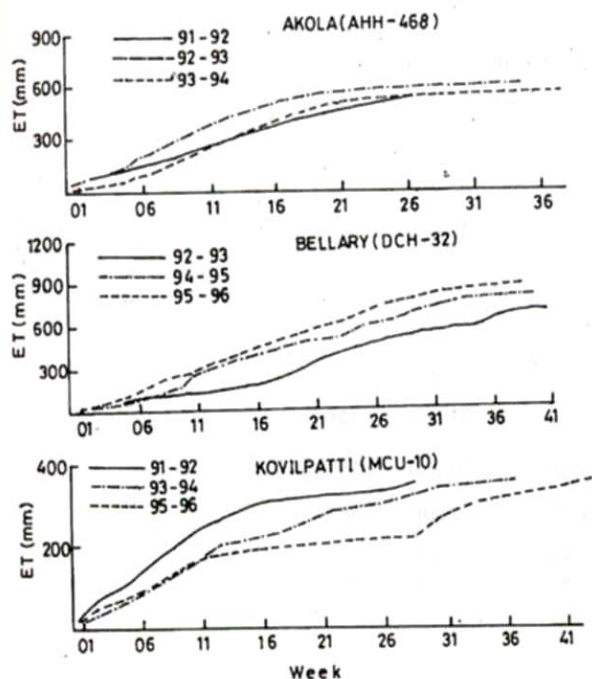 AKOLA (AHH-468)
900
600
300
ET (mm)
91-92
92-93
93-94
01 06 11 16 21 26 31 36
BELLARY (DCH-32)
1200
900
600
300
ET (mm)
92-93
94-95
95-96
01 06 11 16 21 26 31 36 41
KOVILPATTI (MCU-10)
400
200
ET (mm)
91-92
93-94
95-96
01 06 11 16 21 26 31 36 41
Week